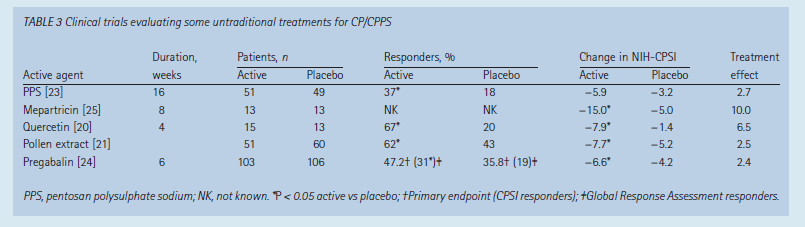 TABLE 3 Clinical trials evaluating some untraditional treatments for CP/CPPS
Duration, Patients, n Responders, % Change in NIH-CPSI Treatment
Active agent weeks Active Placebo Active Placebo Active Placebo effect
PPS [23] 16 51 49 37* 18 −5.9 −3.2 2.7
Mepartricin [25] 8 13 13 NK NK −15.0* −5.0 10.0
Quercetin [20] 4 15 13 67* 20 −7.9* −1.4 6.5
Pollen extract [21] 51 60 62* 43 −7.7* −5.2 2.5
Pregabalin [24] 6 103 106 47.2† (31*)‡ 35.8† (19)‡ −6.6* −4.2 2.4
PPS, pentosan polysulphate sodium; NK, not known. *P < 0.05 active vs placebo; †Primary endpoint (CPSI responders); ‡Global Response Assessment responders.